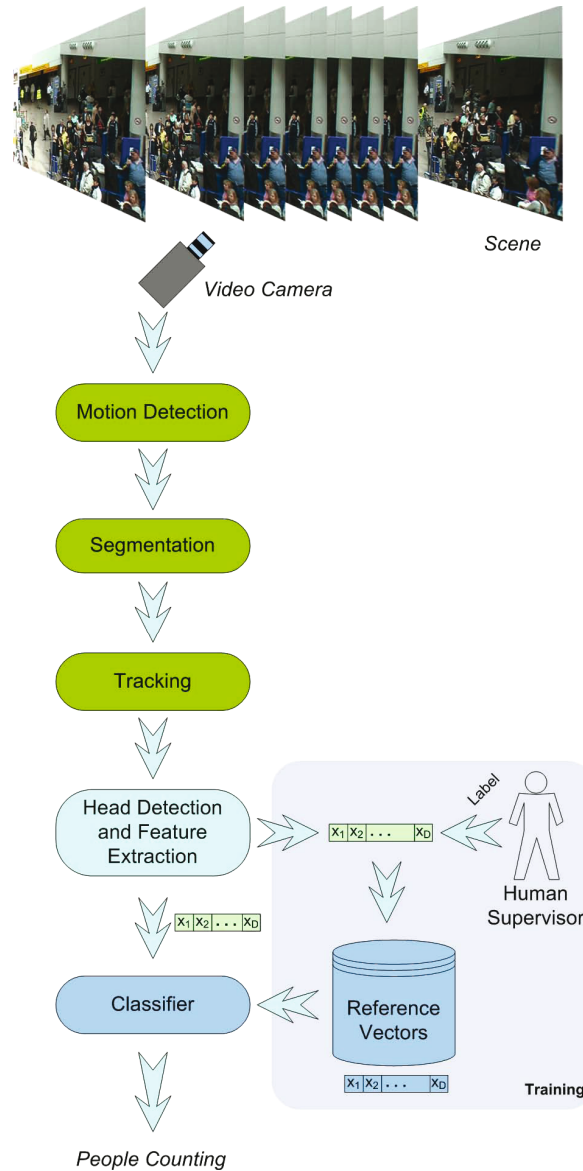 Scene
Video Camera
Motion Detection
Segmentation
Tracking
Head Detection
and Feature
Extraction
x1 x2 . . . xD
Label
Human
Supervisor
x1 x2 . . . xD
Classifier
Reference
Vectors
x1 x2 . . . xD
Training
People Counting